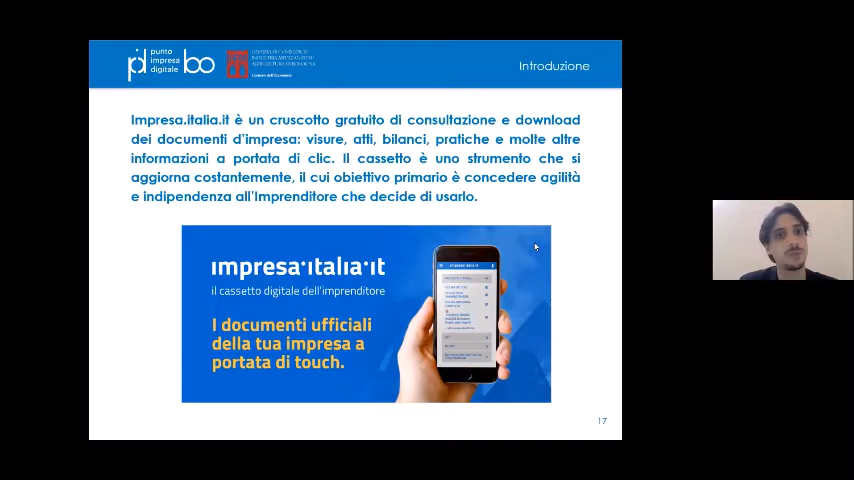 punto
impresa
digitale
bo
CAMERA DI COMMERCIO
INDUSTRIA ARTIGIANATO E
AGRICOLTURA DI BOLOGNA
Introduzione
Impresa.italia.it è un cruscotto gratuito di consultazione e download
dei documenti d’impresa: visure, atti, bilanci, pratiche e molte altre
informazioni a portata di clic. Il cassetto è uno strumento che si
aggiorna costantemente, il cui obiettivo primario è concedere agilità
e indipendenza all’Imprenditore che decide di usarlo.
impresa.italia.it
il cassetto digitale dell'imprenditore
I documenti ufficiali
della tua impresa a
portata di touch.
impresa.italia.it
17